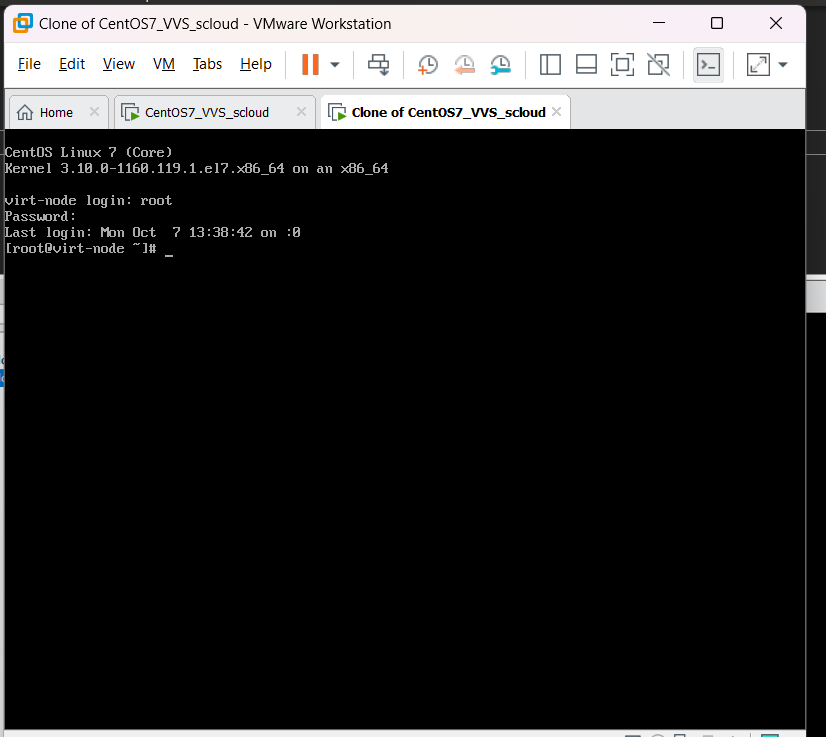 Clone of CentOS7_VVS_scloud - VMware Workstation
File Edit View VM Tabs Help
Home CentOS7_VVS_scloud Clone of CentOS7_VVS_scloud
CentOS Linux 7 (Core)
Kernel 3.10.0-1160.119.1.el7.x86_64 on an x86_64
virt-node login: root
Password:
Last login: Mon Oct  7 13:38:42 on :0
[root@virt-node ~]# _